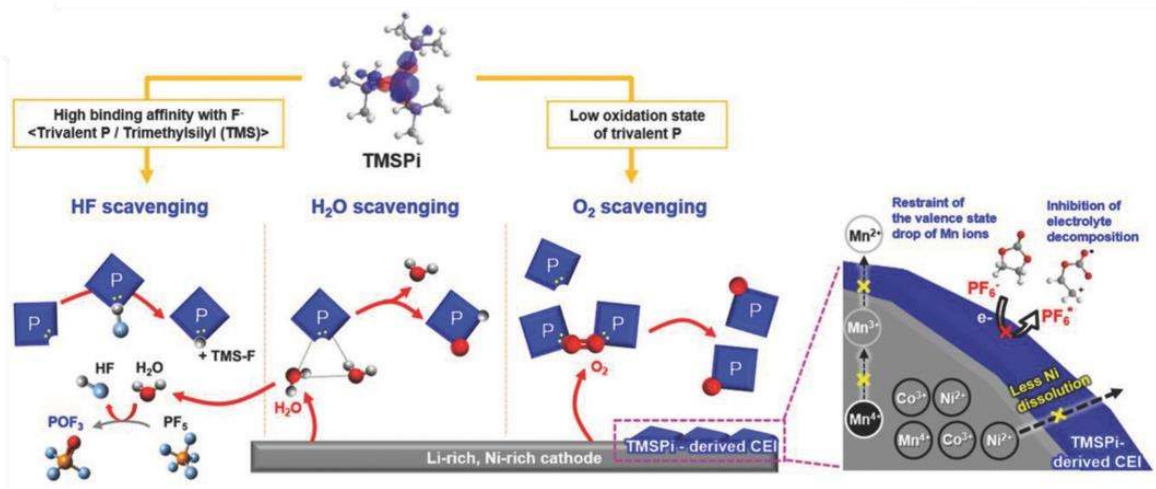 High binding affinity with F⁻
<Trivalent P / Trimethylsilyl (TMS)>
TMSPi
Low oxidation state
of trivalent P
HF scavenging
H₂O scavenging
O₂ scavenging
P
P
P
+ TMS-F
HF
H₂O
POF₃
PF₅
P
P
H₂O
P
P
P
O₂
P
P
Li-rich, Ni-rich cathode
TMSPi - derived CEI
Restraint of
the valence state
drop of Mn ions
Inhibition of
electrolyte
decomposition
Mn²⁺
Mn³⁺
Mn⁴⁺
PF₆⁻
e-
PF₆•
Less Ni
dissolution
Co³⁺
Ni²⁺
Mn⁴⁺
Co³⁺
Ni²⁺
TMSPi-
derived CEI